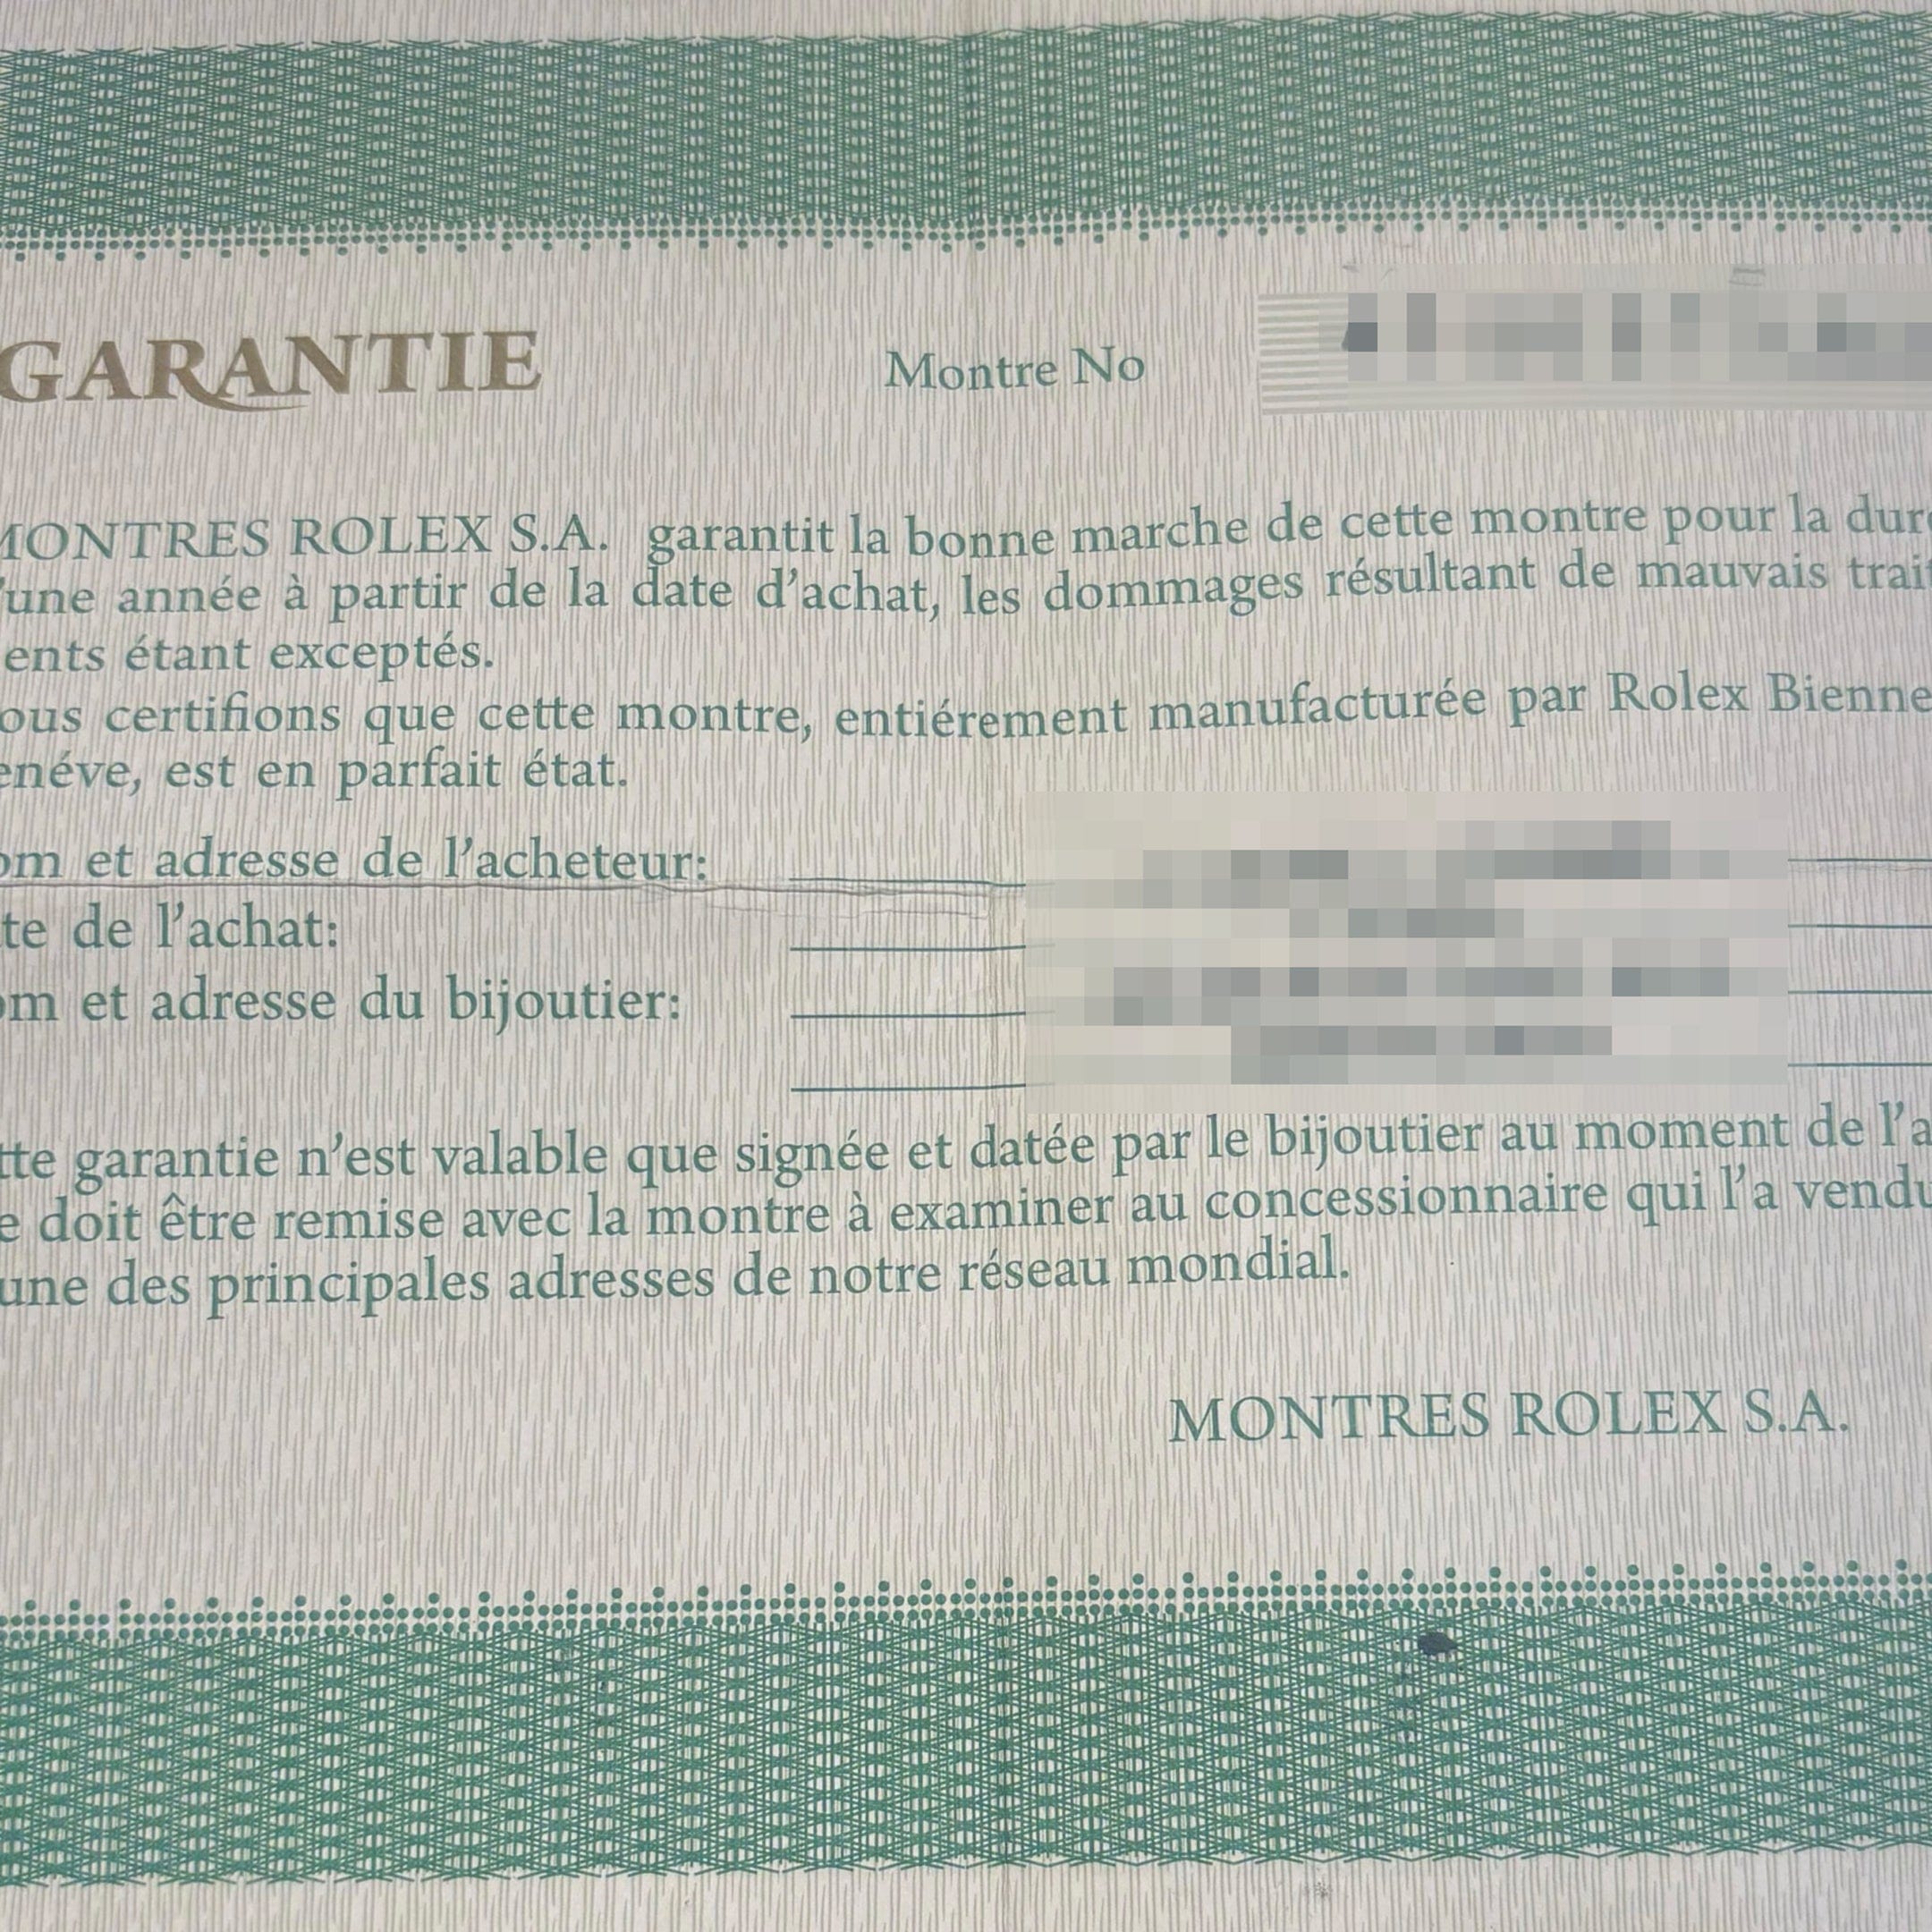 GARANTIE Montre No
MONTRES ROLEX S.A. garantit la bonne marche de cette montre pour la
'une année à partir de la date d'achat, les dommages résultant de mauvais trait
ents étant exceptés.
ous certifions que cette montre, entiérement manufacturée par Rolex Bienne
enéve, est en parfait état.
om et adresse de l'acheteur:
te de l'achat:
om et adresse du bijoutier:
tte garantie n'est valable que signée et datée par le bijoutier au moment de l'a
e doit être remise avec la montre à examiner au concessionnaire qui l'a vendu
une des principales adresses de notre réseau mondial.
MONTRES ROLEX S.A.